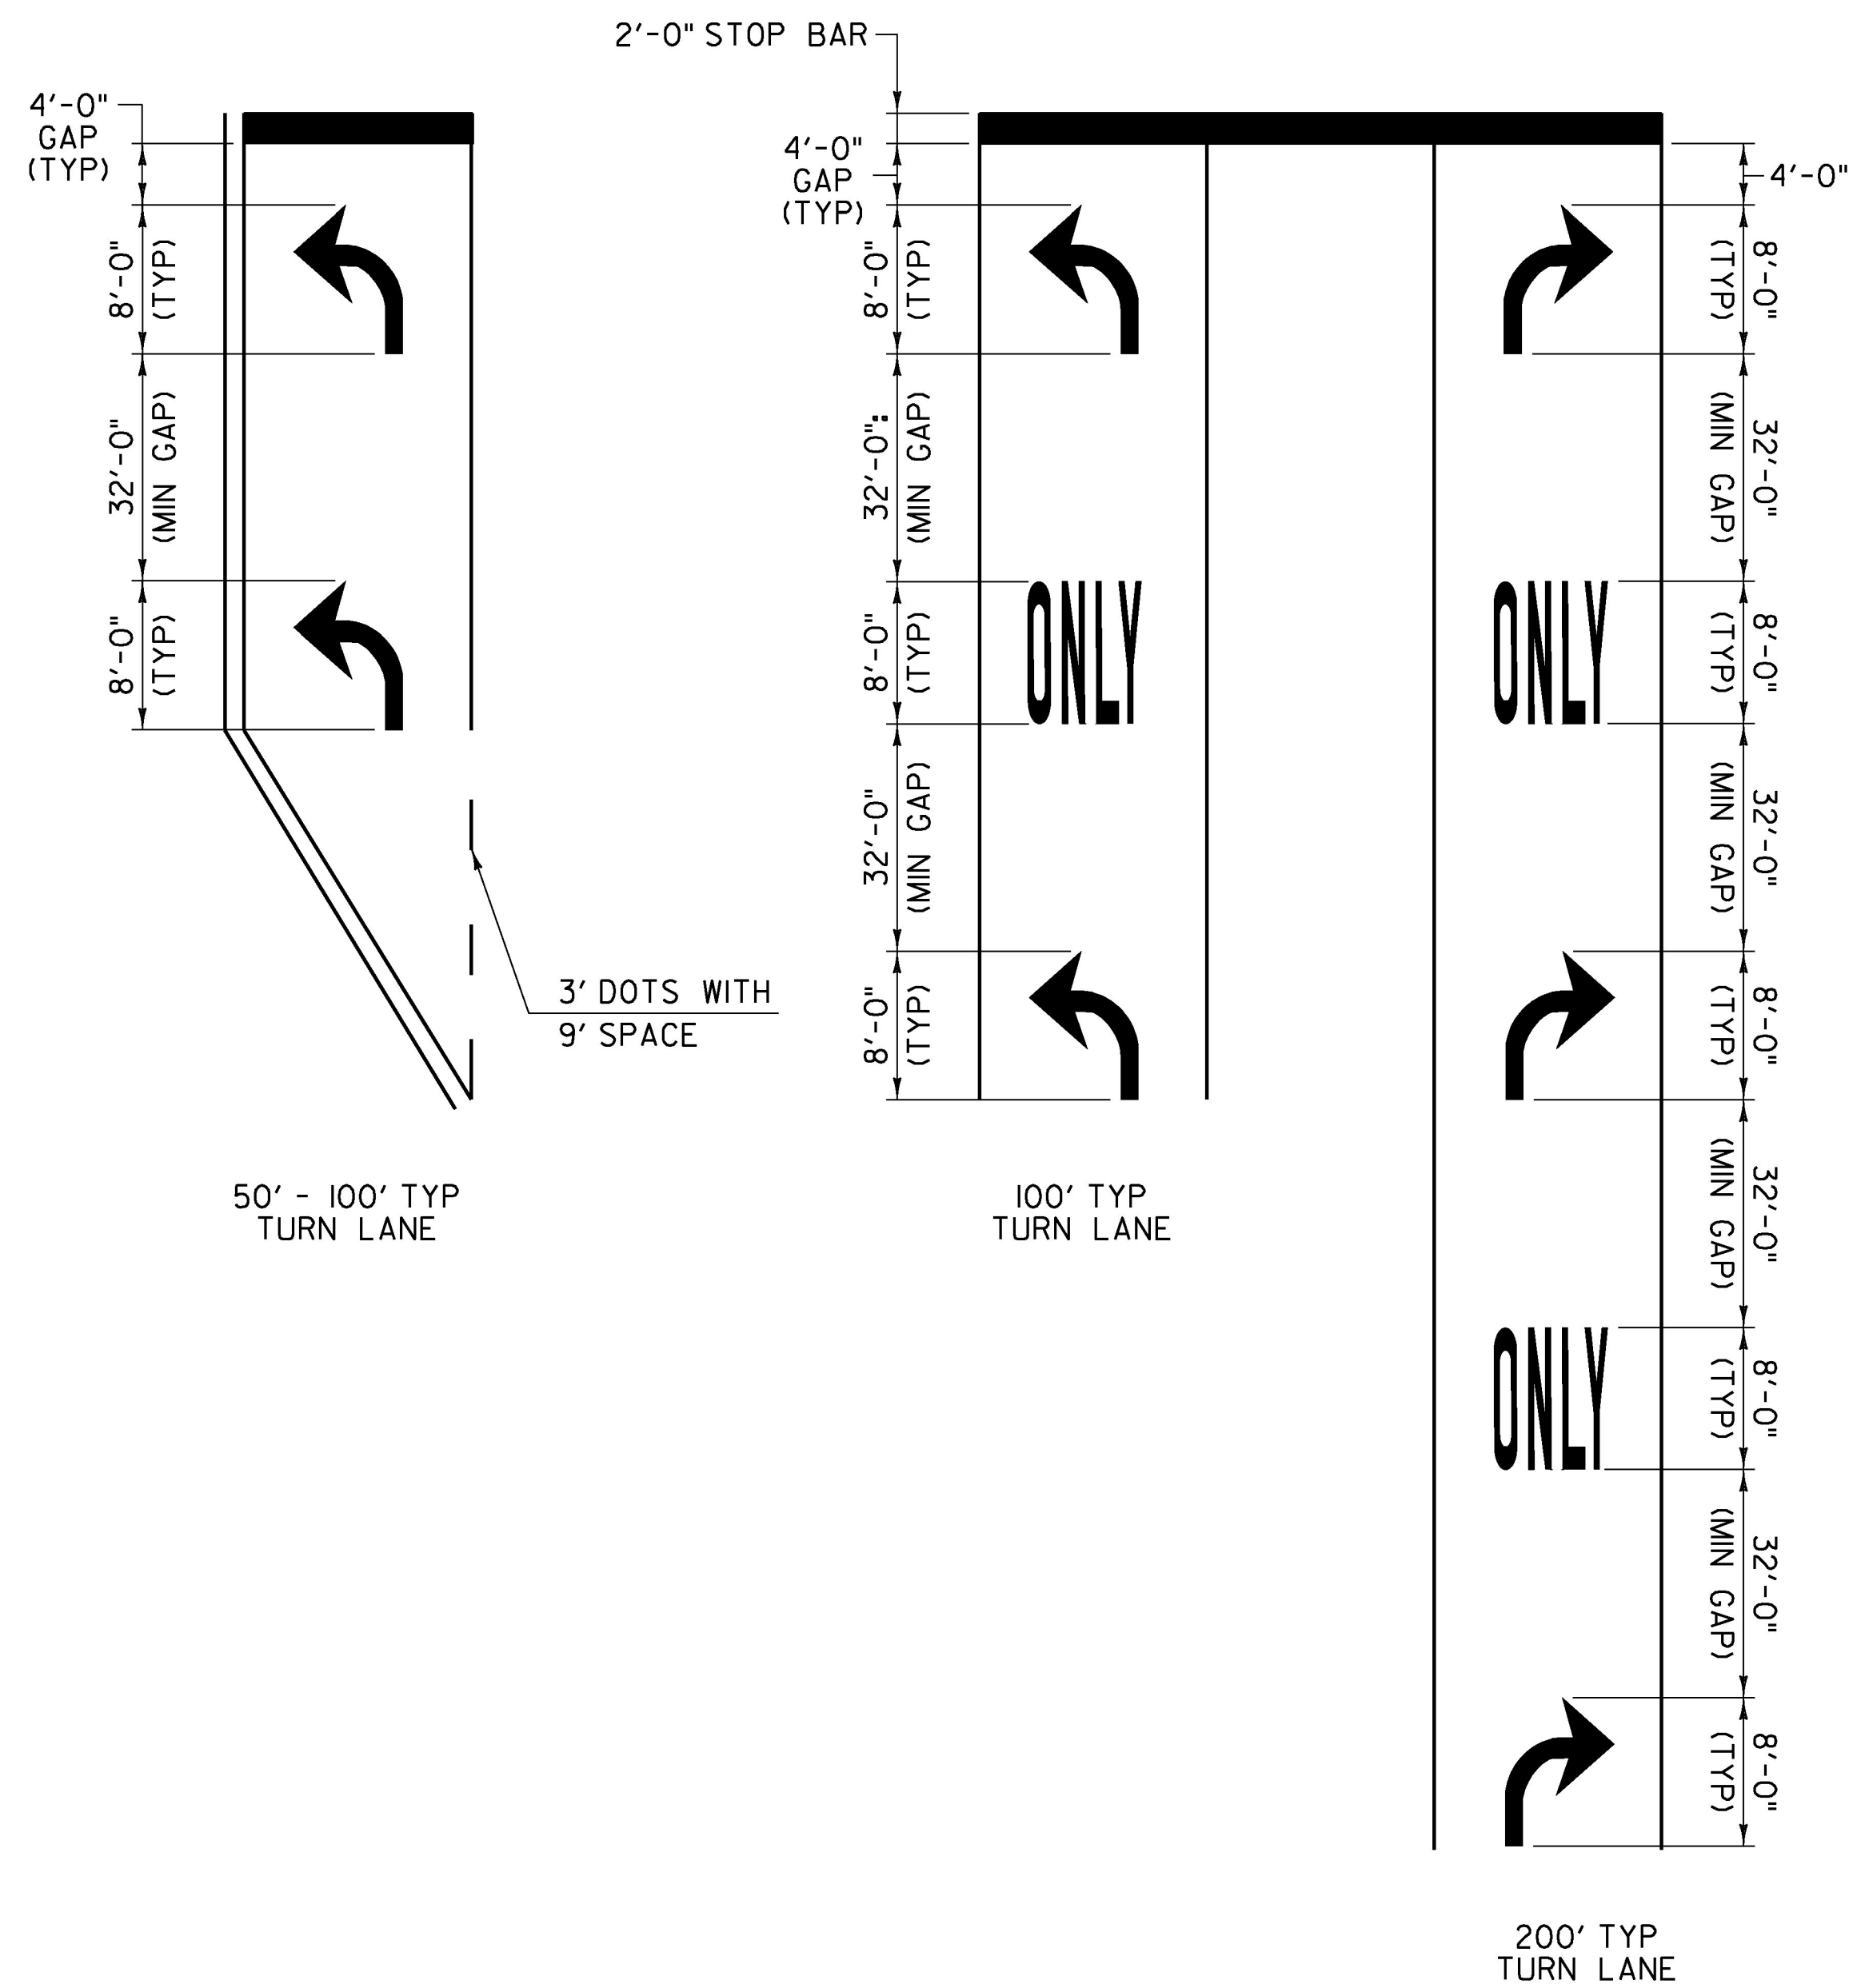 2'-0" STOP BAR
4'-0"
GAP
(TYP)
8'-0"
(TYP)
32'-0"
(MIN GAP)
8'-0"
(TYP)
3' DOTS WITH
9' SPACE
50' - 100' TYP
TURN LANE
4'-0"
GAP
(TYP)
8'-0"
(TYP)
32'-0":
(MIN GAP)
8'-0"
(TYP)
ONLY
32'-0"
(MIN GAP)
8'-0"
(TYP)
100' TYP
TURN LANE
4'-0"
8'-0"
(TYP)
32'-0"
(MIN GAP)
ONLY
8'-0"
(TYP)
32'-0"
(MIN GAP)
8'-0"
(TYP)
32'-0"
(MIN GAP)
ONLY
8'-0"
(TYP)
32'-0"
(MIN GAP)
8'-0"
(TYP)
200' TYP
TURN LANE